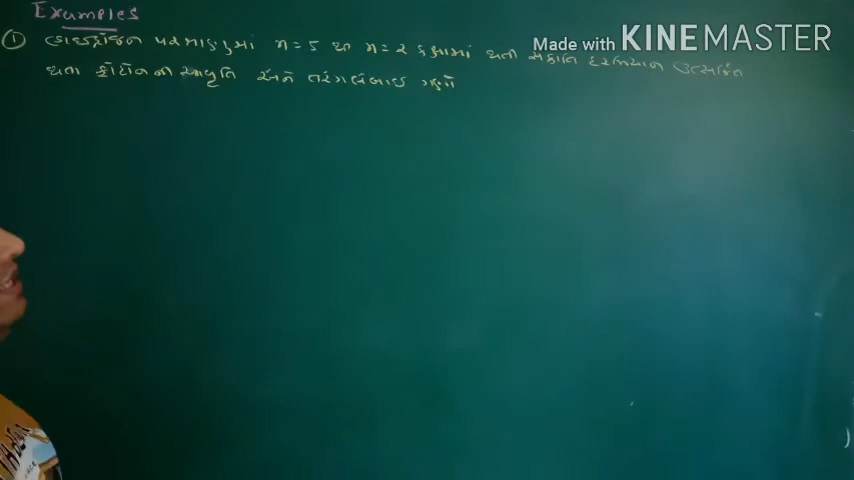 Examples
① હાઇડ્રોજન પરમાણુમાં n = 5 થી n = 2 કક્ષામાં થતી સંક્રાંતિ દરમિયાન ઉત્સર્જિત
થતા ફોટોનની આવૃતિ અને તરંગલંબાઇ ગણો
Made with KINEMASTER